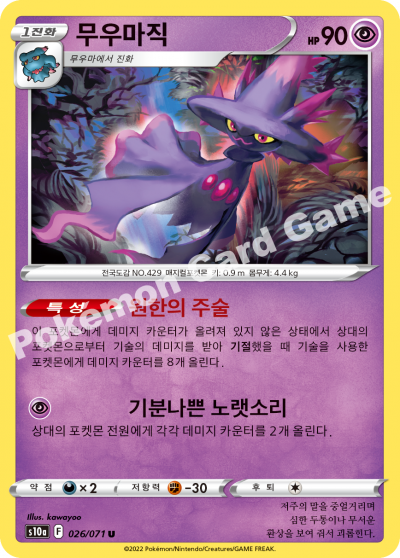 1진화
무우마직
HP 90
무우마에서 진화
전국도감 NO.429 매지컬포켓몬 키: 0.9 m 몸무게: 4.4 kg
특성 원한의 주술
이 포켓몬에게 데미지 카운터가 올려져 있지 않은 상태에서 상대의
포켓몬으로부터 기술의 데미지를 받아 기절했을 때 기술을 사용한
포켓몬에게 데미지 카운터를 8개 올린다.
기분나쁜 노랫소리
상대의 포켓몬 전원에게 각각 데미지 카운터를 2개 올린다.
약점 ×2 저항력 -30 후퇴
Illus. kawayoo
s10a F 026/071 U
저주의 말을 중얼거리며
심한 두통이나 무서운
환상을 보여 줘서 괴롭힌다.
©2022 Pokémon/Nintendo/Creatures/GAME FREAK.
Pokémon Card Game